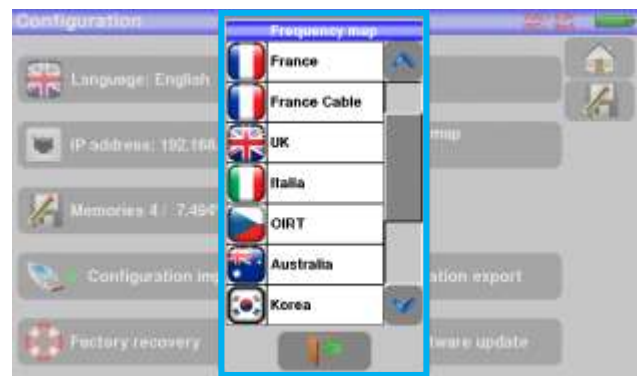 Configuration
Frequency map
France
Language: English
France Cable
IP address: 192.168
map
UK
Italia
Memories 4 / 7.494
OIRT
Australia
Configuration im
ation export
Korea
Factory recovery
tware update